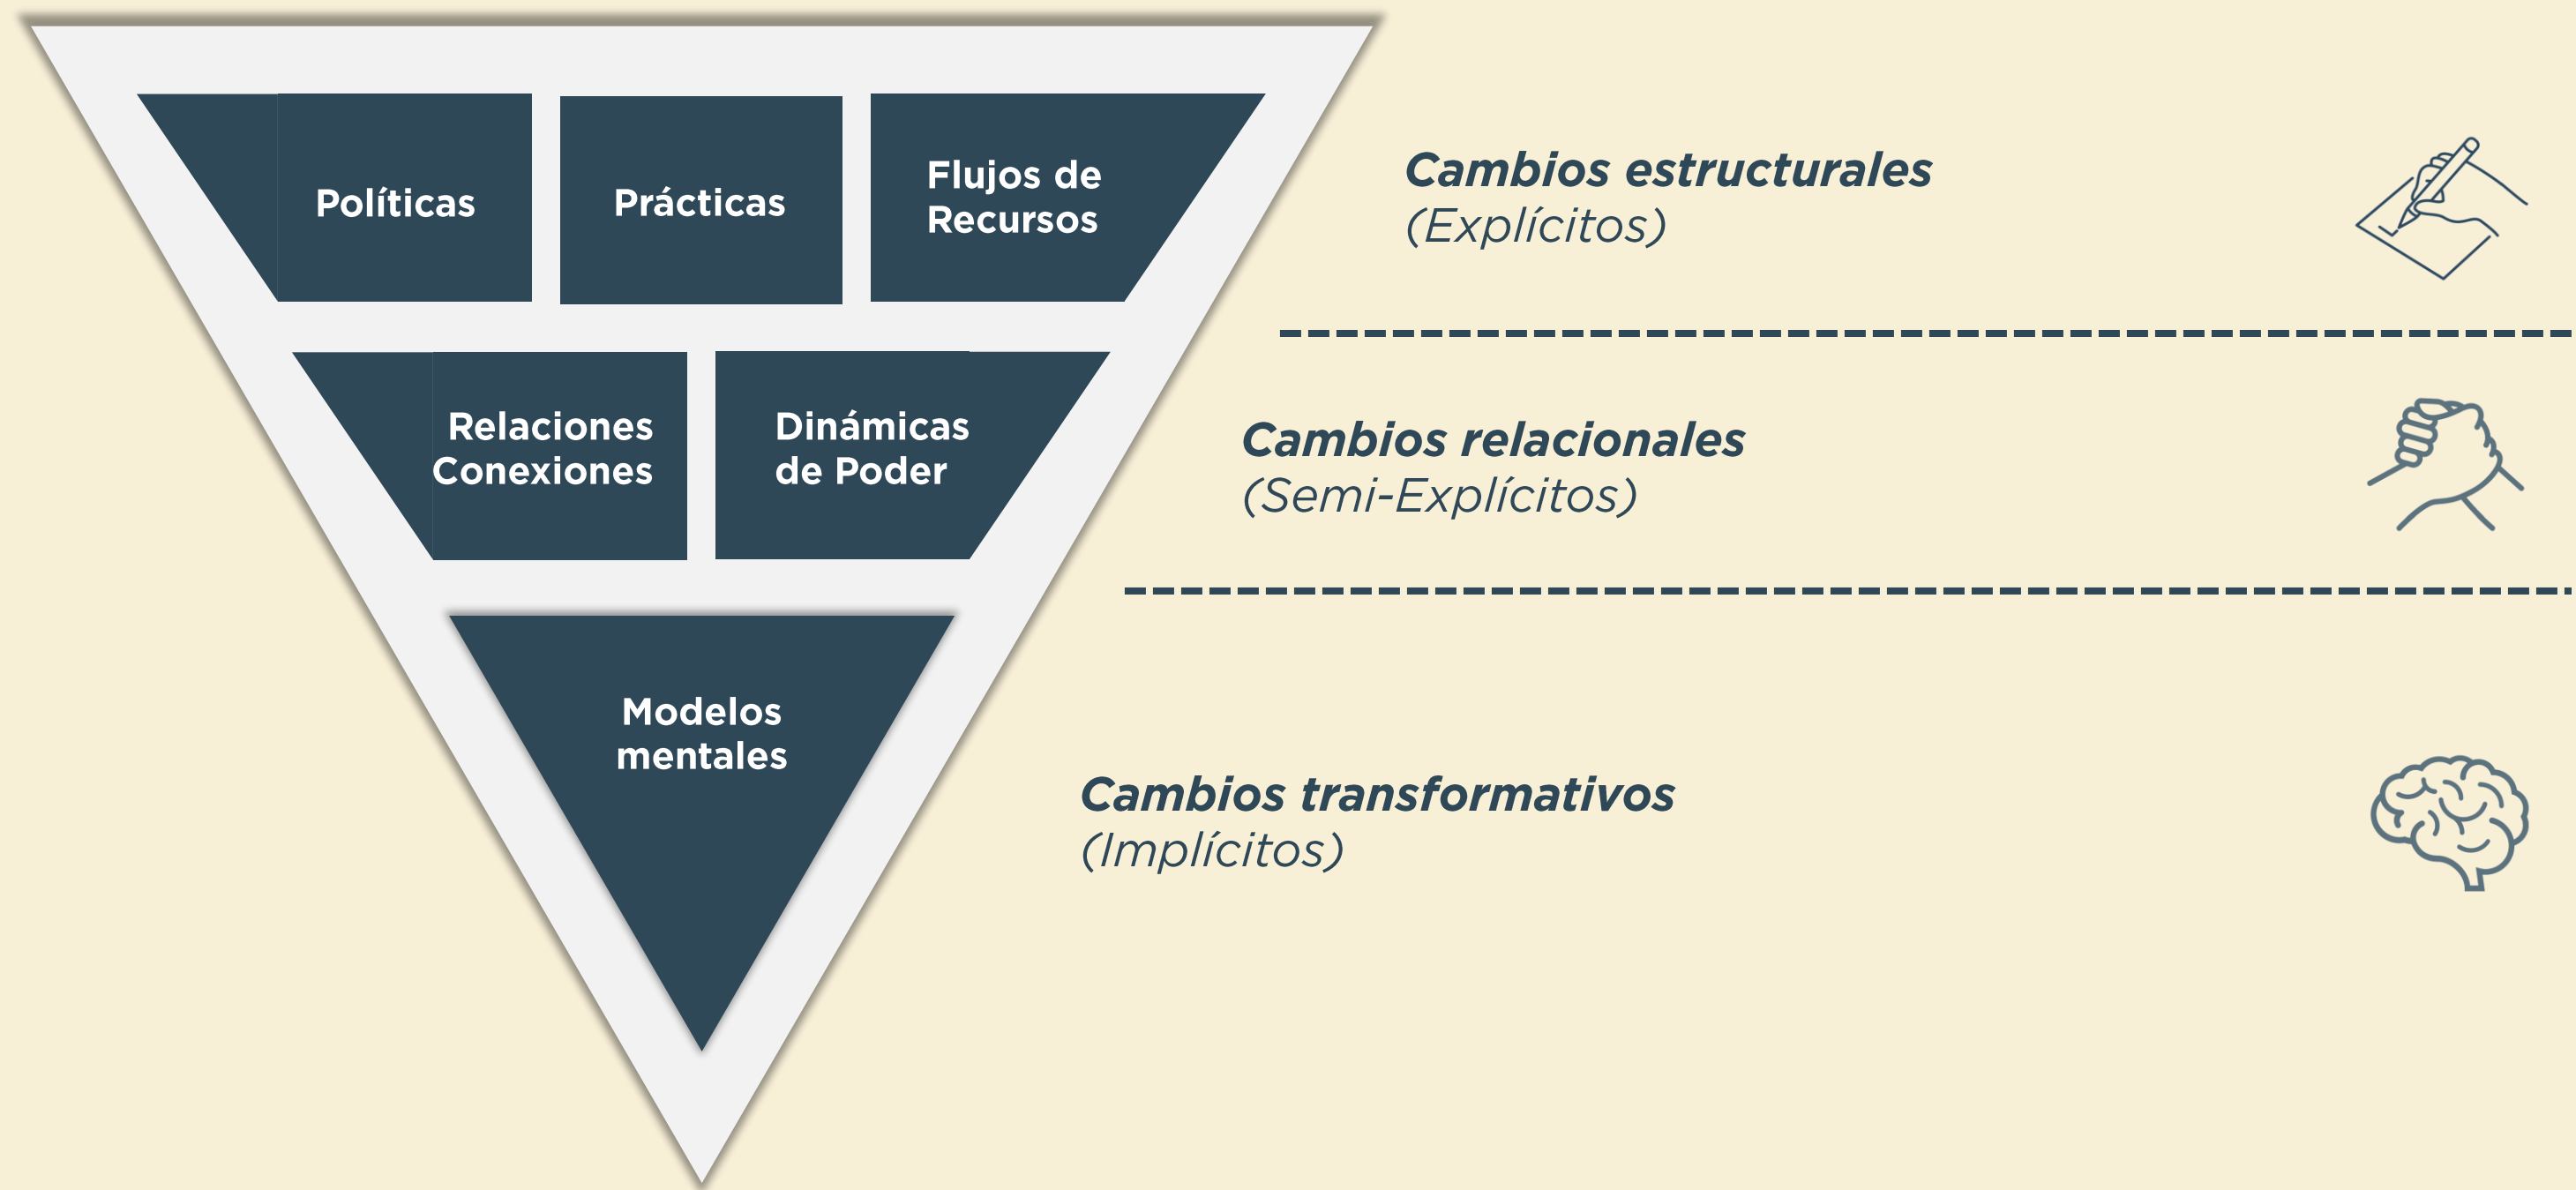 Políticas
Prácticas
Flujos de
Recursos
Cambios estructurales
(Explícitos)
Relaciones
Conexiones
Dinámicas
de Poder
Cambios relacionales
(Semi-Explícitos)
Modelos
mentales
Cambios transformativos
(Implícitos)